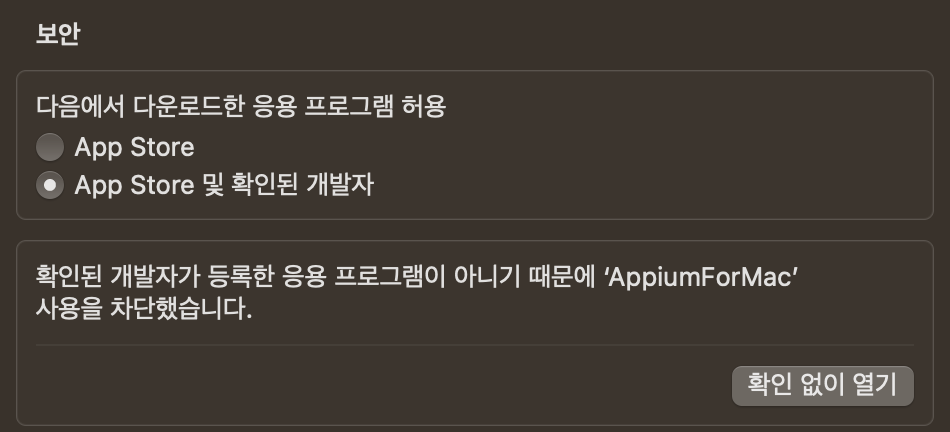 보안
다음에서 다운로드한 응용 프로그램 허용
App Store
App Store 및 확인된 개발자
확인된 개발자가 등록한 응용 프로그램이 아니기 때문에 ‘AppiumForMac’
사용을 차단했습니다.
확인 없이 열기